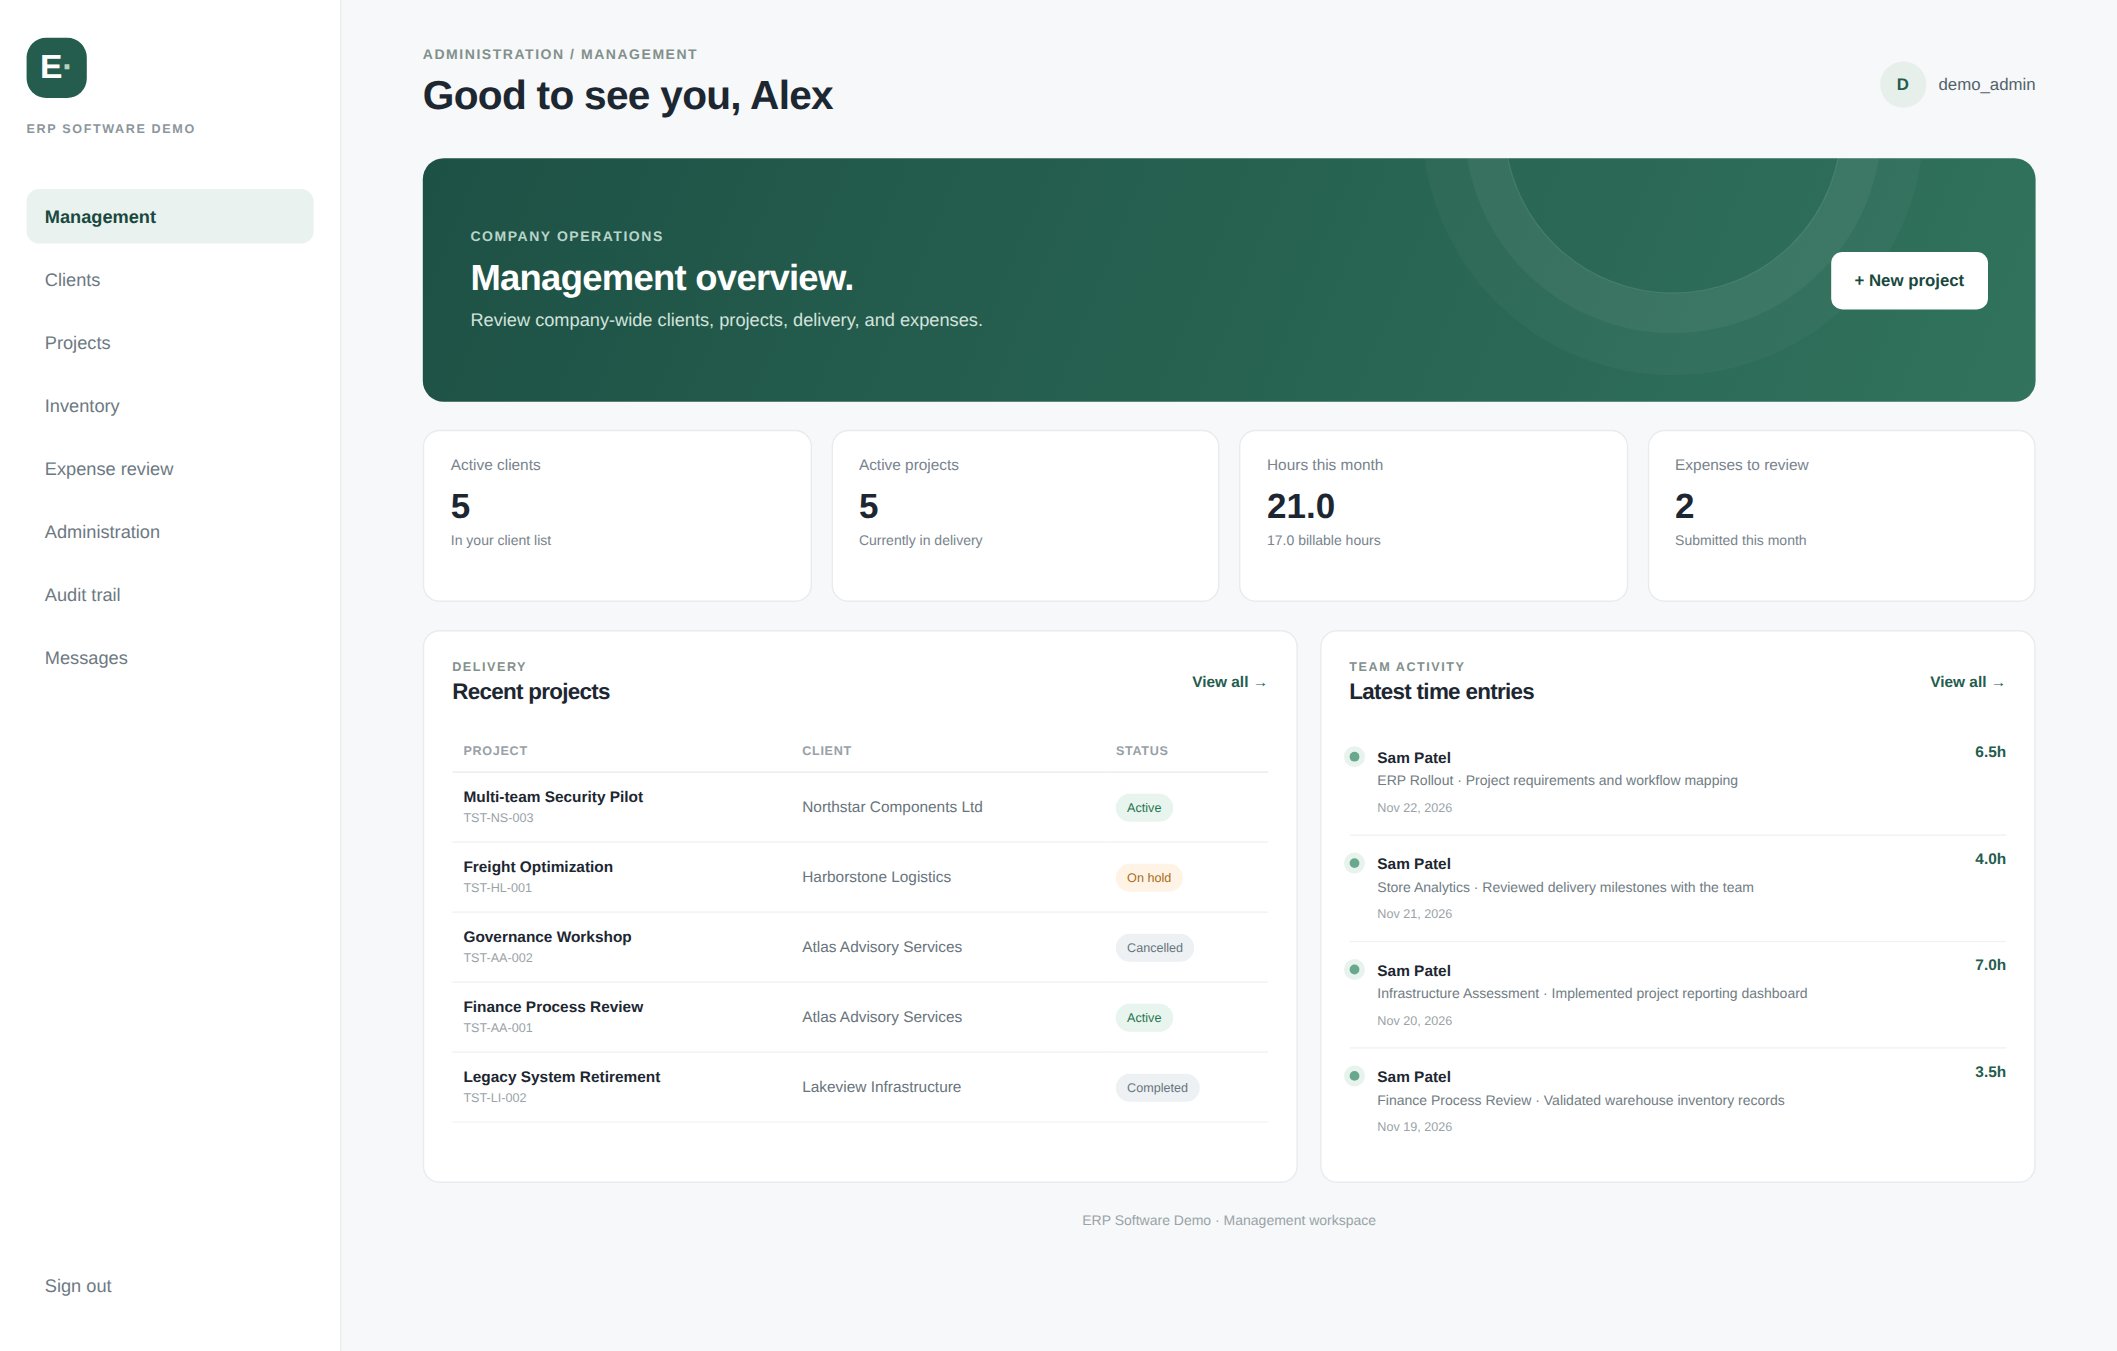 E·
ERP SOFTWARE DEMO
Management
Clients
Projects
Inventory
Expense review
Administration
Audit trail
Messages
Sign out
ADMINISTRATION / MANAGEMENT
Good to see you, Alex
D demo_admin
COMPANY OPERATIONS
Management overview.
Review company-wide clients, projects, delivery, and expenses.
+ New project
Active clients
5
In your client list
Active projects
5
Currently in delivery
Hours this month
21.0
17.0 billable hours
Expenses to review
2
Submitted this month
DELIVERY
Recent projects
View all →
PROJECT CLIENT STATUS
Multi-team Security Pilot
TST-NS-003
Northstar Components Ltd
Active
Freight Optimization
TST-HL-001
Harborstone Logistics
On hold
Governance Workshop
TST-AA-002
Atlas Advisory Services
Cancelled
Finance Process Review
TST-AA-001
Atlas Advisory Services
Active
Legacy System Retirement
TST-LI-002
Lakeview Infrastructure
Completed
TEAM ACTIVITY
Latest time entries
View all →
Sam Patel
6.5h
ERP Rollout · Project requirements and workflow mapping
Nov 22, 2026
Sam Patel
4.0h
Store Analytics · Reviewed delivery milestones with the team
Nov 21, 2026
Sam Patel
7.0h
Infrastructure Assessment · Implemented project reporting dashboard
Nov 20, 2026
Sam Patel
3.5h
Finance Process Review · Validated warehouse inventory records
Nov 19, 2026
ERP Software Demo · Management workspace